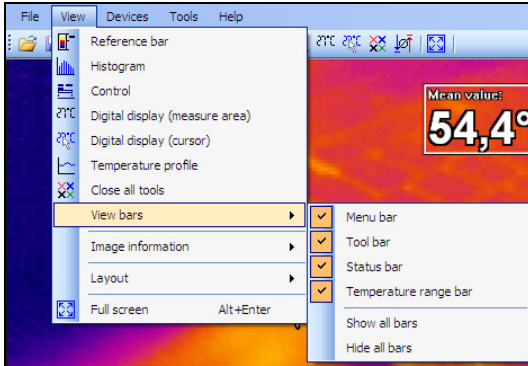 File View Devices Tools Help
Reference bar
Histogram
Control
Digital display (measure area)
Digital display (cursor)
Temperature profile
Close all tools
View bars
Image information
Layout
Full screen Alt+Enter
Mean value:
54,4°
Menu bar
Tool bar
Status bar
Temperature range bar
Show all bars
Hide all bars